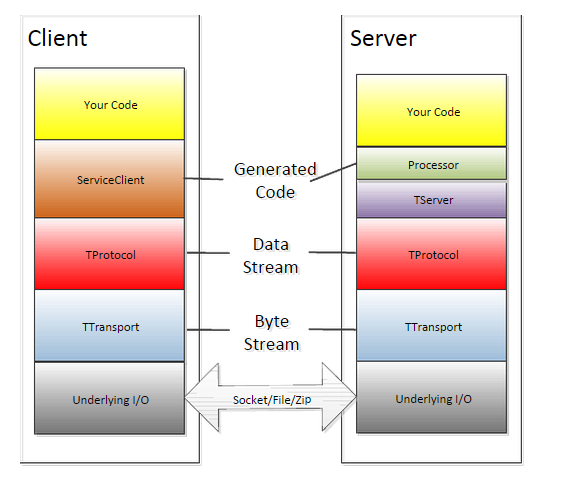 Client
Server
Your Code
Your Code
Generated
Code
Processor
ServiceClient
TServer
TProtocol
Data
Stream
TProtocol
TTransport
Byte
Stream
TTransport
Underlying I/O
Socket/File/Zip
Underlying I/O